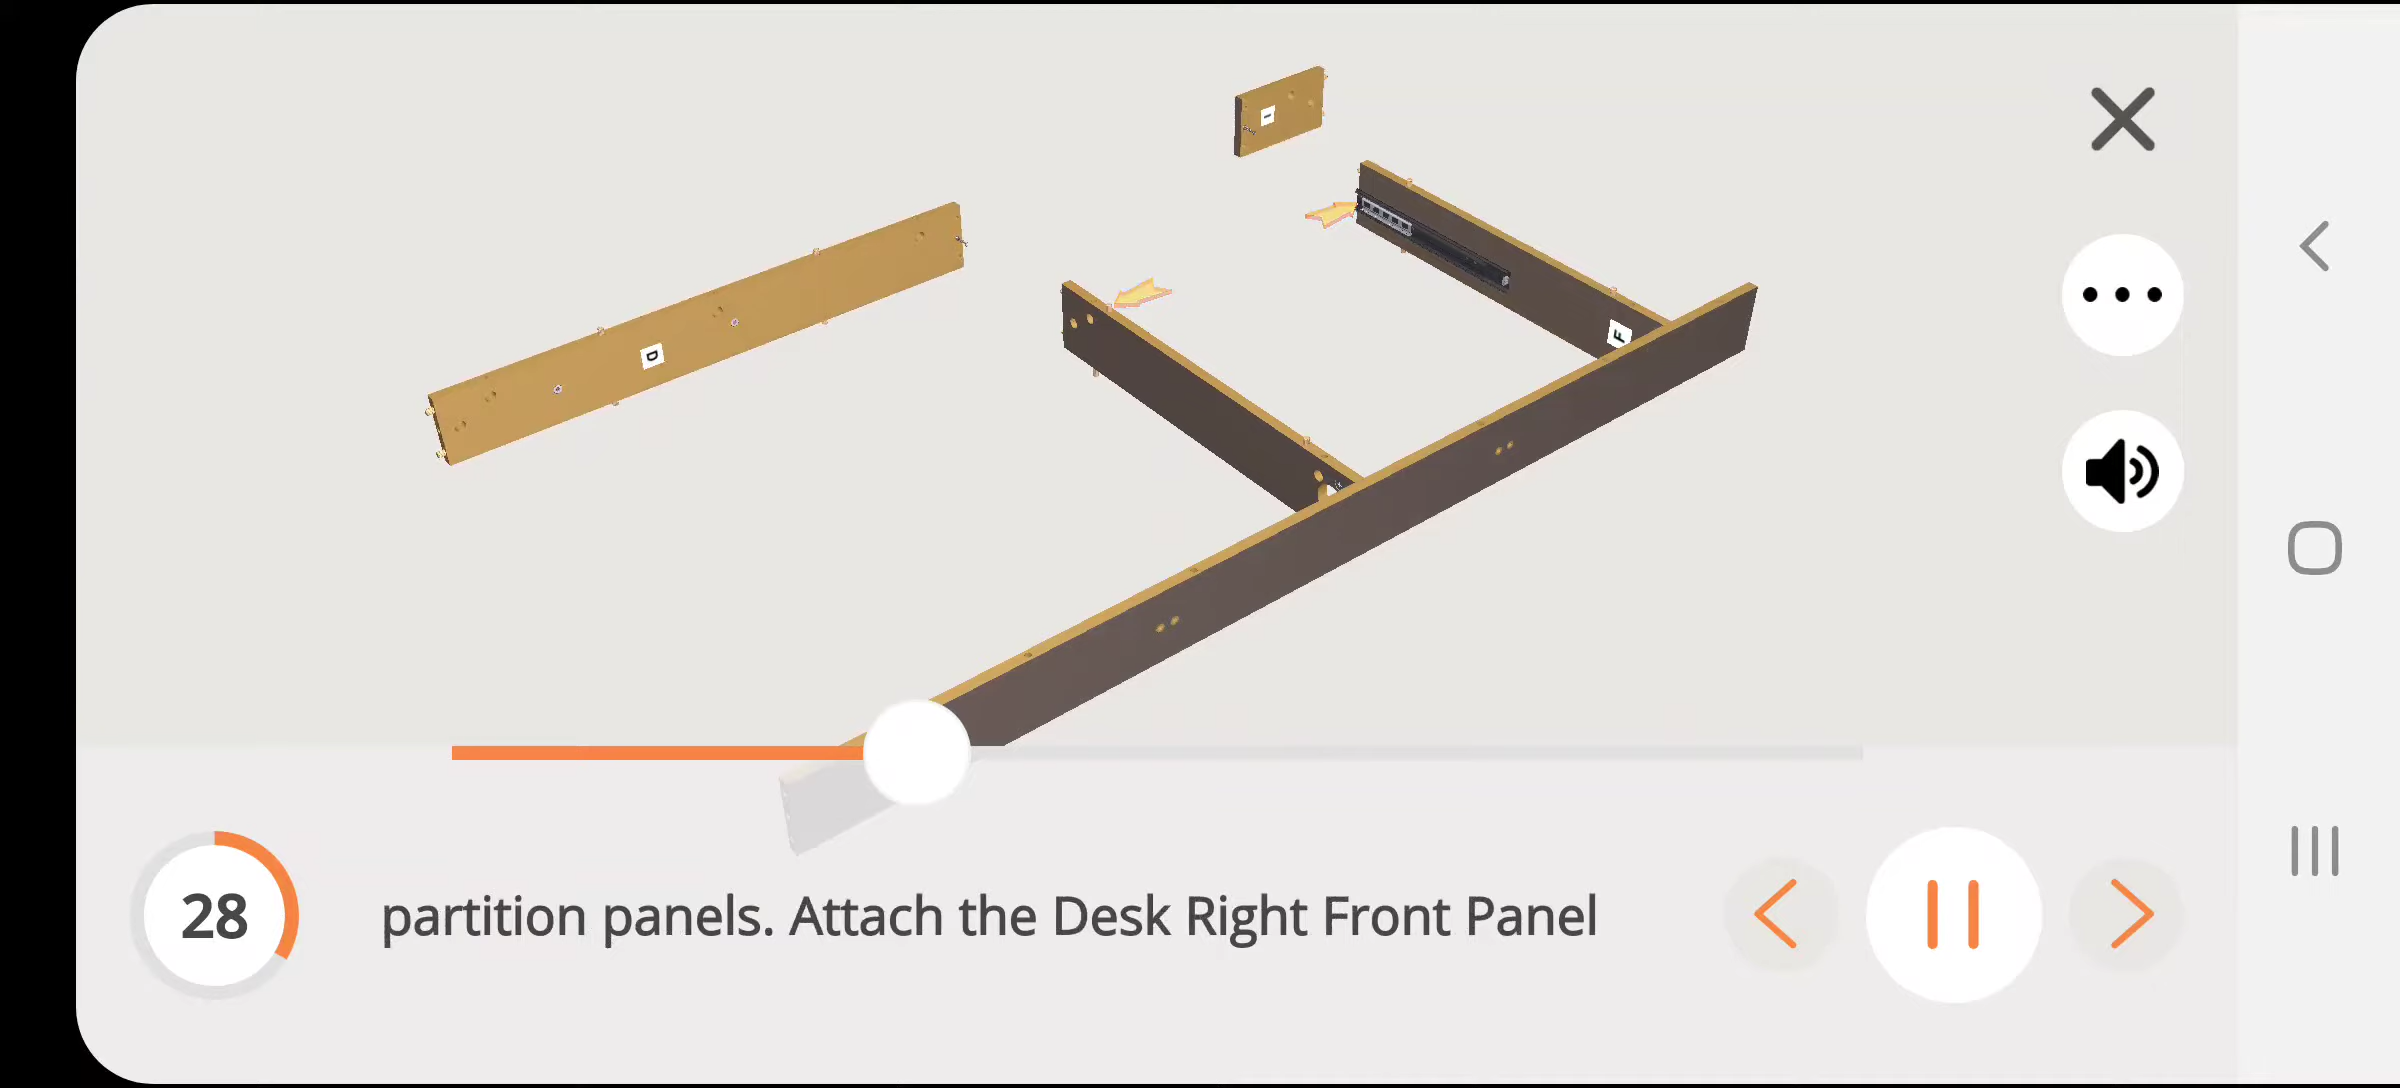 I
D
F
28
partition panels. Attach the Desk Right Front Panel